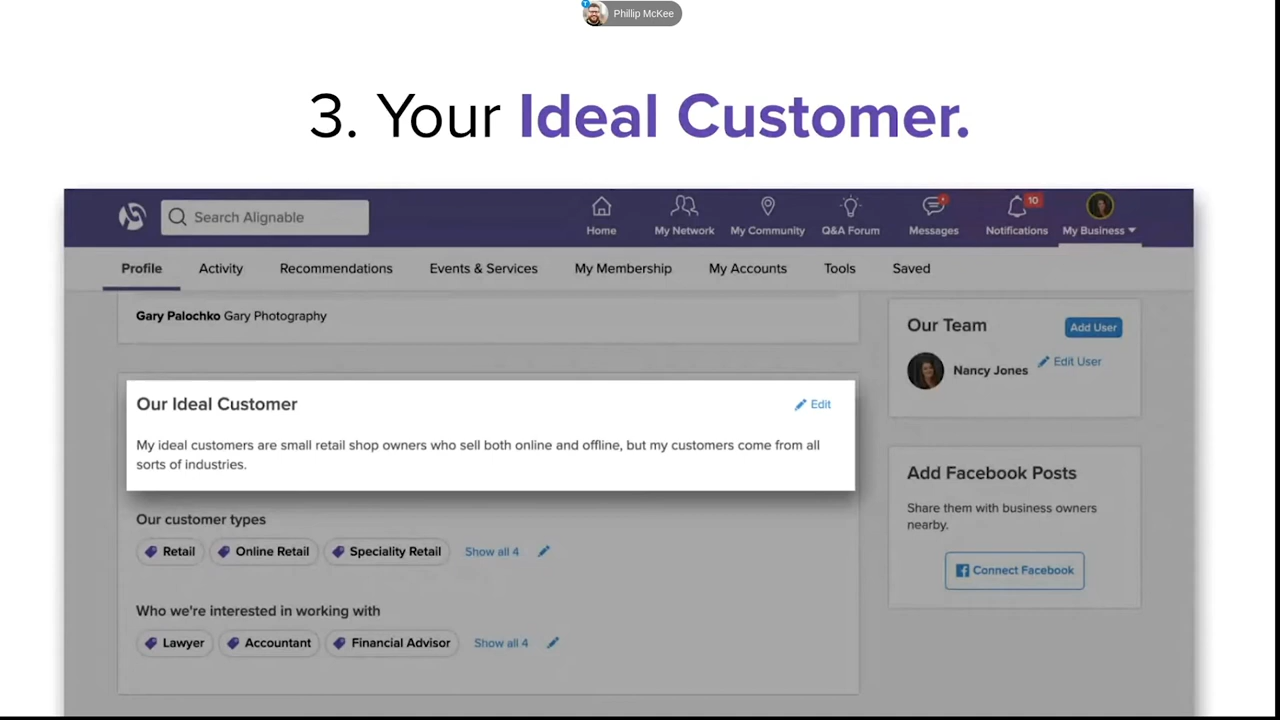 Phillip McKee
3. Your Ideal Customer.
Search Alignable
Home
My Network
My Community
Q&A Forum
Messages
10
Notifications
My Business
Profile
Activity
Recommendations
Events & Services
My Membership
My Accounts
Tools
Saved
Gary Palochko Gary Photography
Our Team
Add User
Nancy Jones
Edit User
Our Ideal Customer
Edit
My ideal customers are small retail shop owners who sell both online and offline, but my customers come from all
sorts of industries.
Add Facebook Posts
Share them with business owners
nearby.
Connect Facebook
Our customer types
Retail
Online Retail
Speciality Retail
Show all 4
Who we're interested in working with
Lawyer
Accountant
Financial Advisor
Show all 4